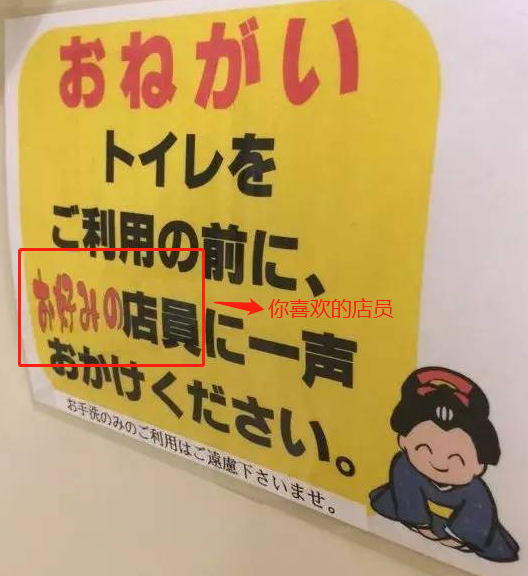 おねがい
トイレを
ご利用の前に、
お好みの店員に一声
你喜欢的店员
おかけください。
お手洗のみのご利用はご遠慮下さいませ。